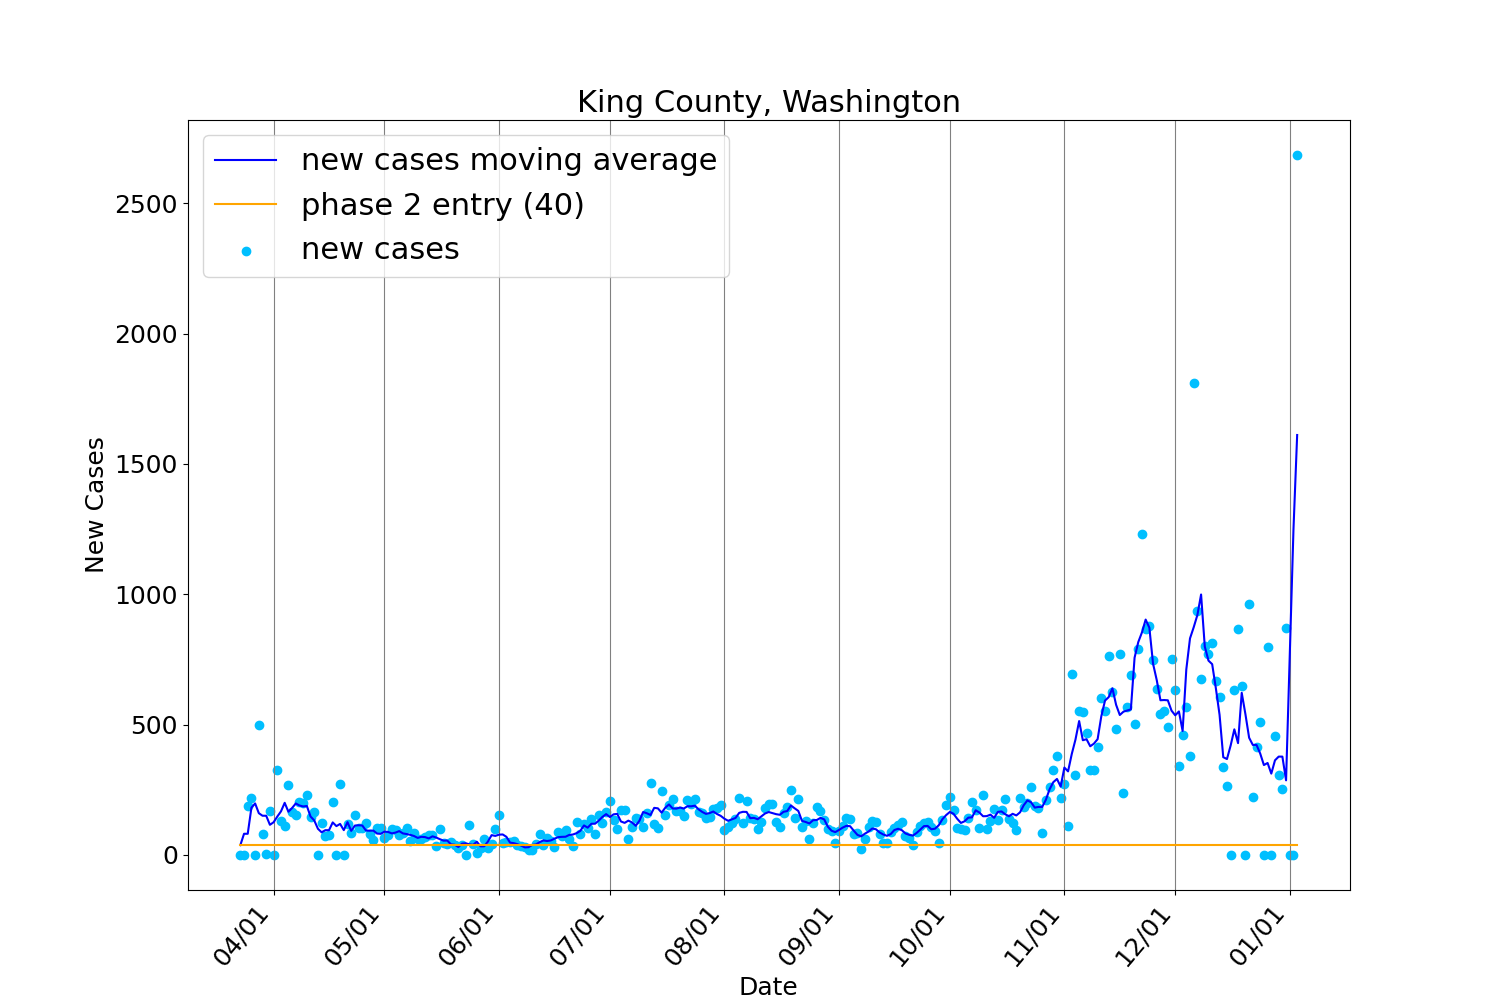 King County, Washington
new cases moving average
phase 2 entry (40)
new cases
2500
2000
1500
1000
500
0
New Cases
04/01
05/01
06/01
07/01
08/01
09/01
10/01
11/01
12/01
01/01
Date